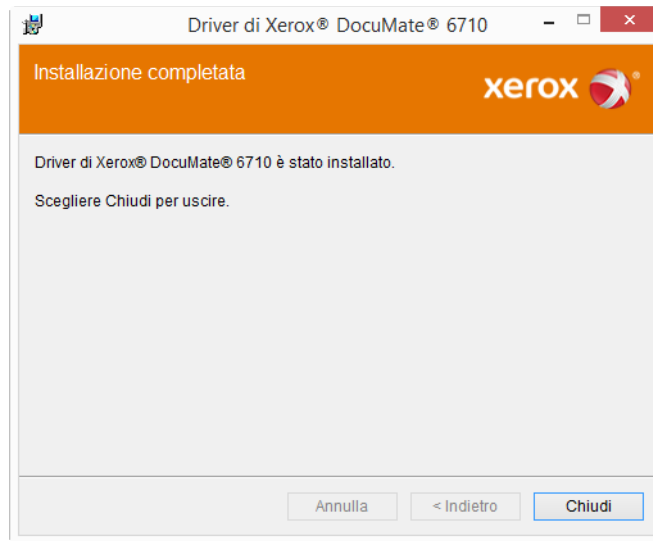 Driver di Xerox® DocuMate® 6710
Installazione completata
xerox
Driver di Xerox® DocuMate® 6710 è stato installato.
Scegliere Chiudi per uscire.
Annulla
< Indietro
Chiudi